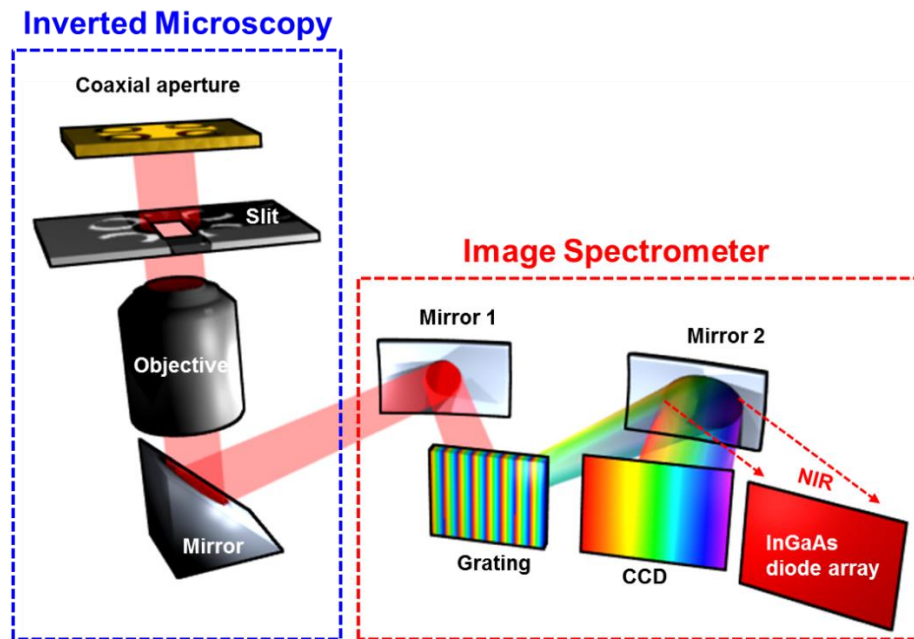 Inverted Microscopy
Coaxial aperture
Slit
Objective
Mirror
Image Spectrometer
Mirror 1
Mirror 2
Grating
CCD
NIR
InGaAs
diode array